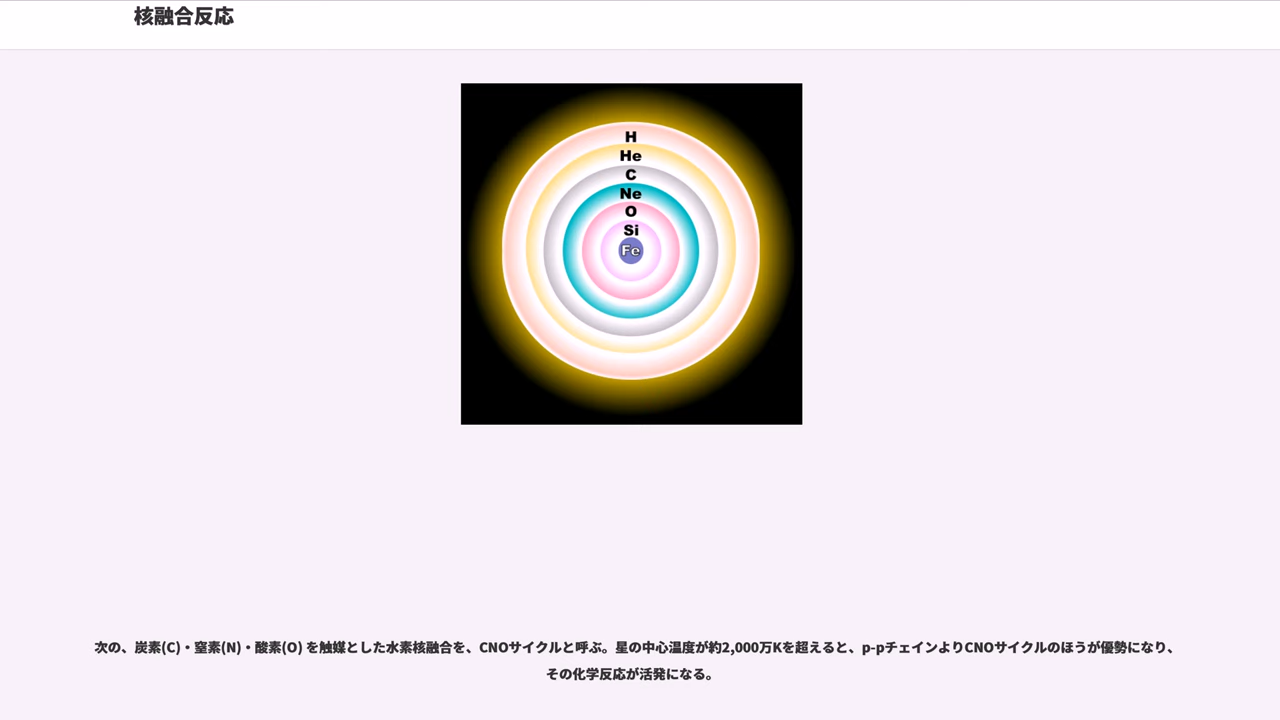 核融合反応
H
He
C
Ne
O
Si
Fe
次の、炭素(C)・窒素(N)・酸素(O) を触媒とした水素核融合を、CNOサイクルと呼ぶ。星の中心温度が約2,000万Kを超えると、p-pチェインよりCNOサイクルのほうが優勢になり、
その化学反応が活発になる。